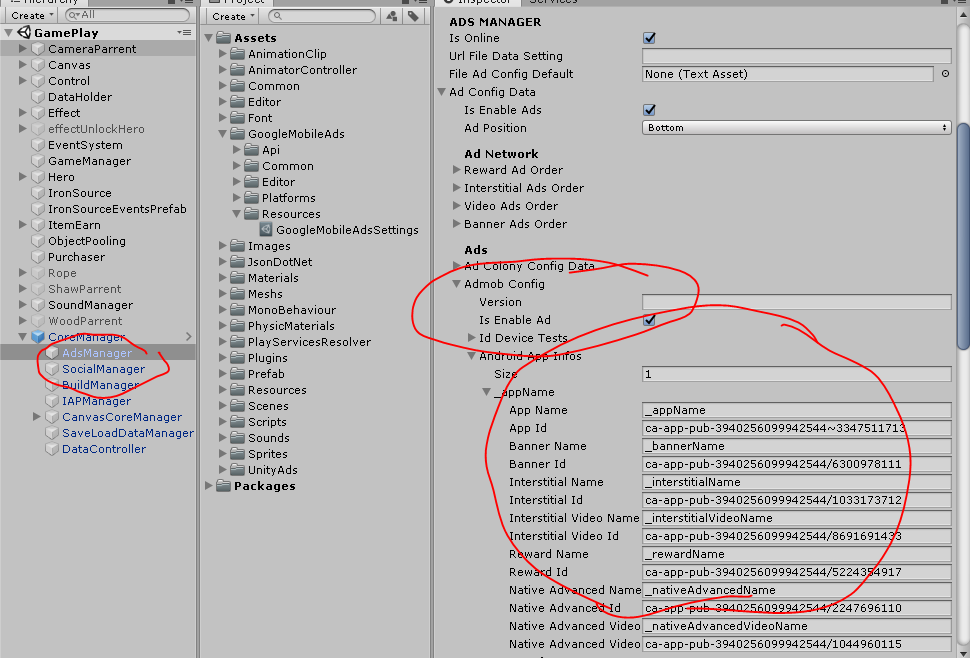 Hierarchy
Create
All
GamePlay
CameraParrent
Canvas
Control
DataHolder
Effect
effectUnlockHero
EventSystem
GameManager
Hero
IronSource
IronSourceEventsPrefab
ItemEarn
ObjectPooling
Purchaser
Rope
ShawParrent
SoundManager
WoodParrent
CoreManager
AdsManager
SocialManager
BuildManager
IAPManager
CanvasCoreManager
SaveLoadDataManager
DataController
Project
Create
Assets
AnimationClip
AnimatorController
Common
Editor
Font
GoogleMobileAds
Api
Common
Editor
Platforms
Resources
GoogleMobileAdsSettings
Images
JsonDotNet
Materials
Meshs
MonoBehaviour
PhysicMaterials
PlayServicesResolver
Plugins
Prefab
Resources
Scenes
Scripts
Sounds
Sprites
UnityAds
Packages
Inspector Services
ADS MANAGER
Is Online
Url File Data Setting
File Ad Config Default None (Text Asset)
Ad Config Data
Is Enable Ads
Ad Position Bottom
Ad Network
Reward Ad Order
Interstitial Ads Order
Video Ads Order
Banner Ads Order
Ads
Ad Colony Config Data
Admob Config
Version
Is Enable Ad
Id Device Tests
Android App Infos
Size 1
_appName
App Name _appName
App Id ca-app-pub-3940256099942544~3347511713
Banner Name _bannerName
Banner Id ca-app-pub-3940256099942544/6300978111
Interstitial Name _interstitialName
Interstitial Id ca-app-pub-3940256099942544/1033173712
Interstitial Video Name _interstitialVideoName
Interstitial Video Id ca-app-pub-3940256099942544/8691691433
Reward Name _rewardName
Reward Id ca-app-pub-3940256099942544/5224354917
Native Advanced Name _nativeAdvancedName
Native Advanced Id ca-app-pub-3940256099942544/2247696110
Native Advanced Video _nativeAdvancedVideoName
Native Advanced Video ca-app-pub-3940256099942544/1044960115